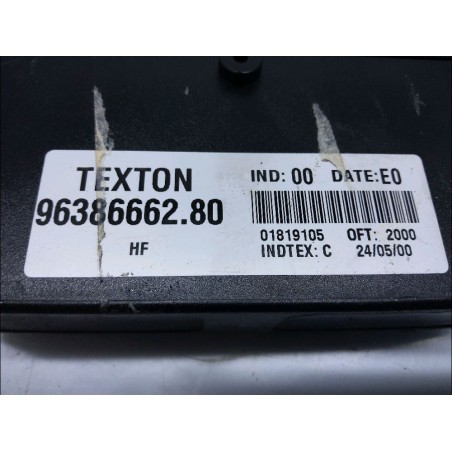 TEXTON
96386662.80
HF
IND: 00 DATE: E0
01819105 OFT: 2000
INDTEX: C 24/05/00